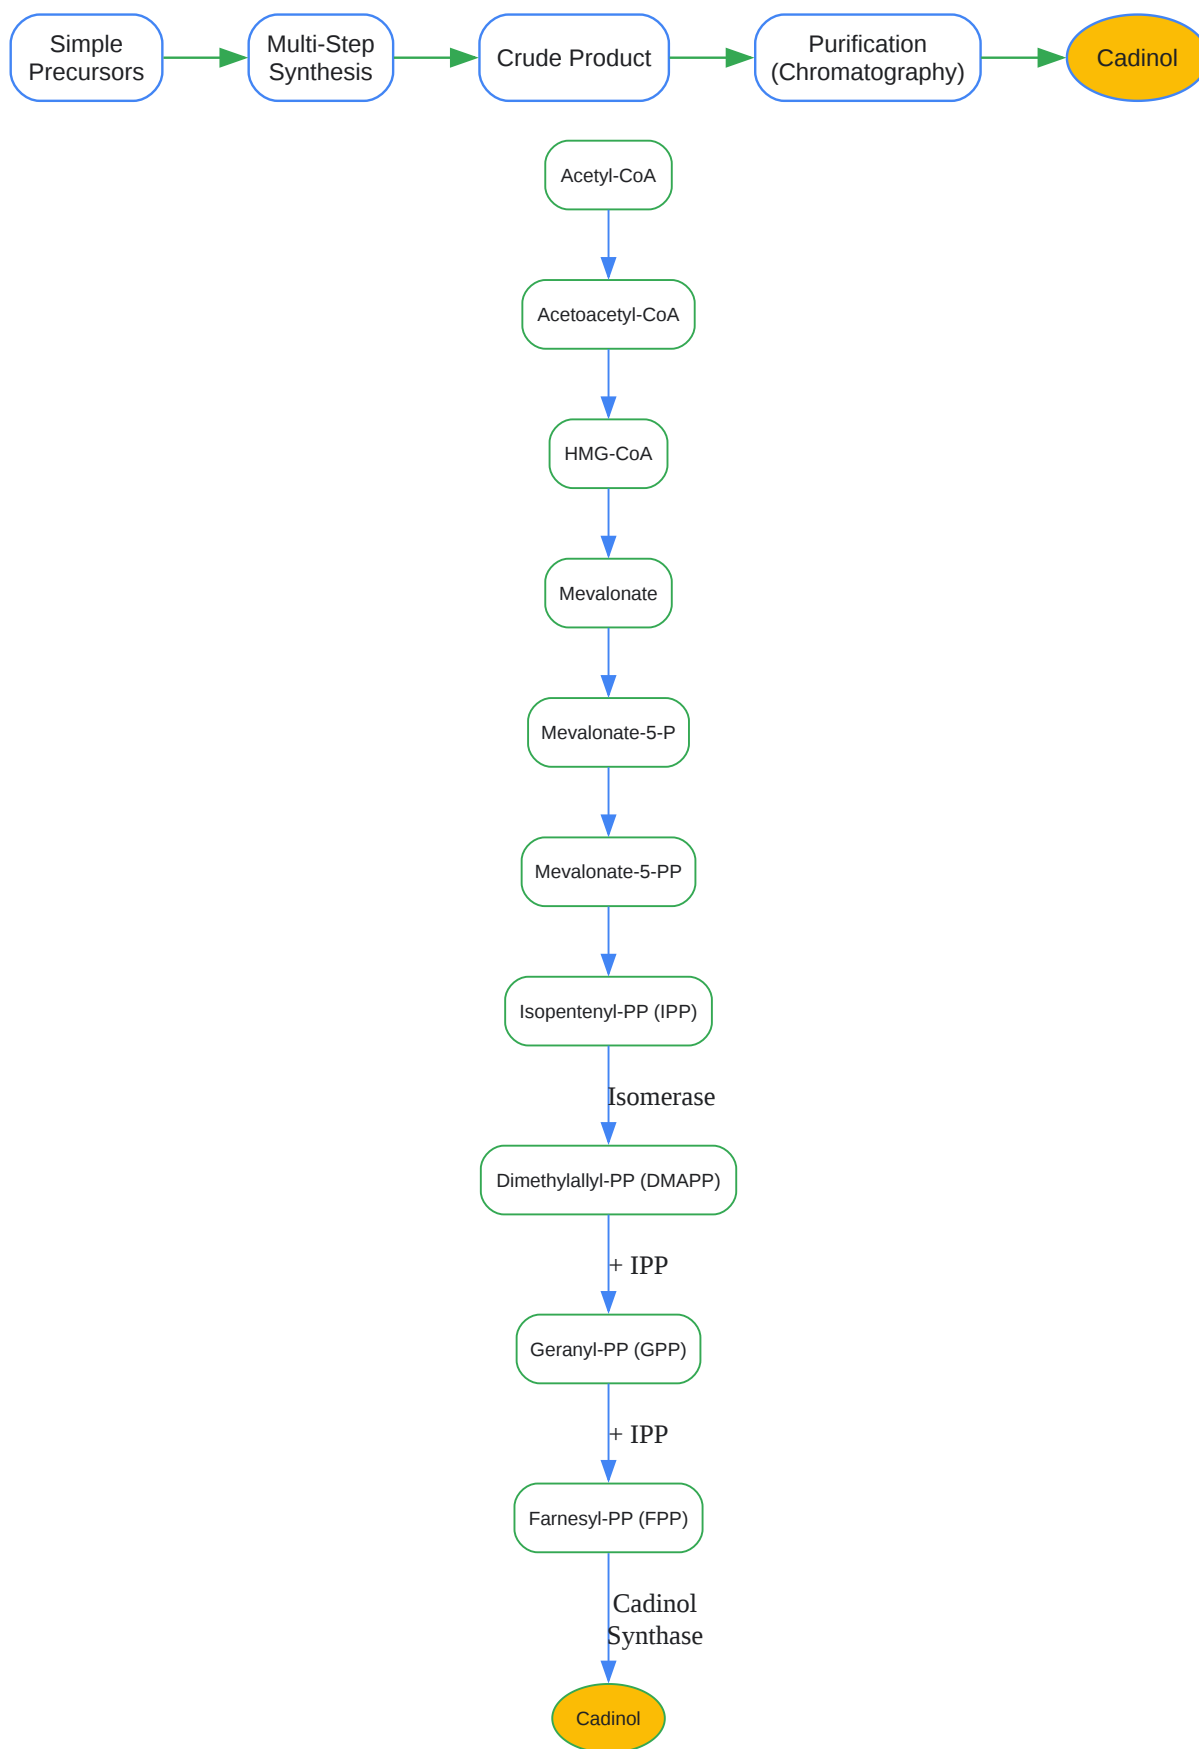 Simple
Precursors
Multi-Step
Synthesis
Crude Product
Purification
(Chromatography)
Cadinol
Acetyl-CoA
Acetoacetyl-CoA
HMG-CoA
Mevalonate
Mevalonate-5-P
Mevalonate-5-PP
Isopentenyl-PP (IPP)
Isomerase
Dimethylallyl-PP (DMAPP)
+ IPP
Geranyl-PP (GPP)
+ IPP
Farnesyl-PP (FPP)
Cadinol
Synthase
Cadinol